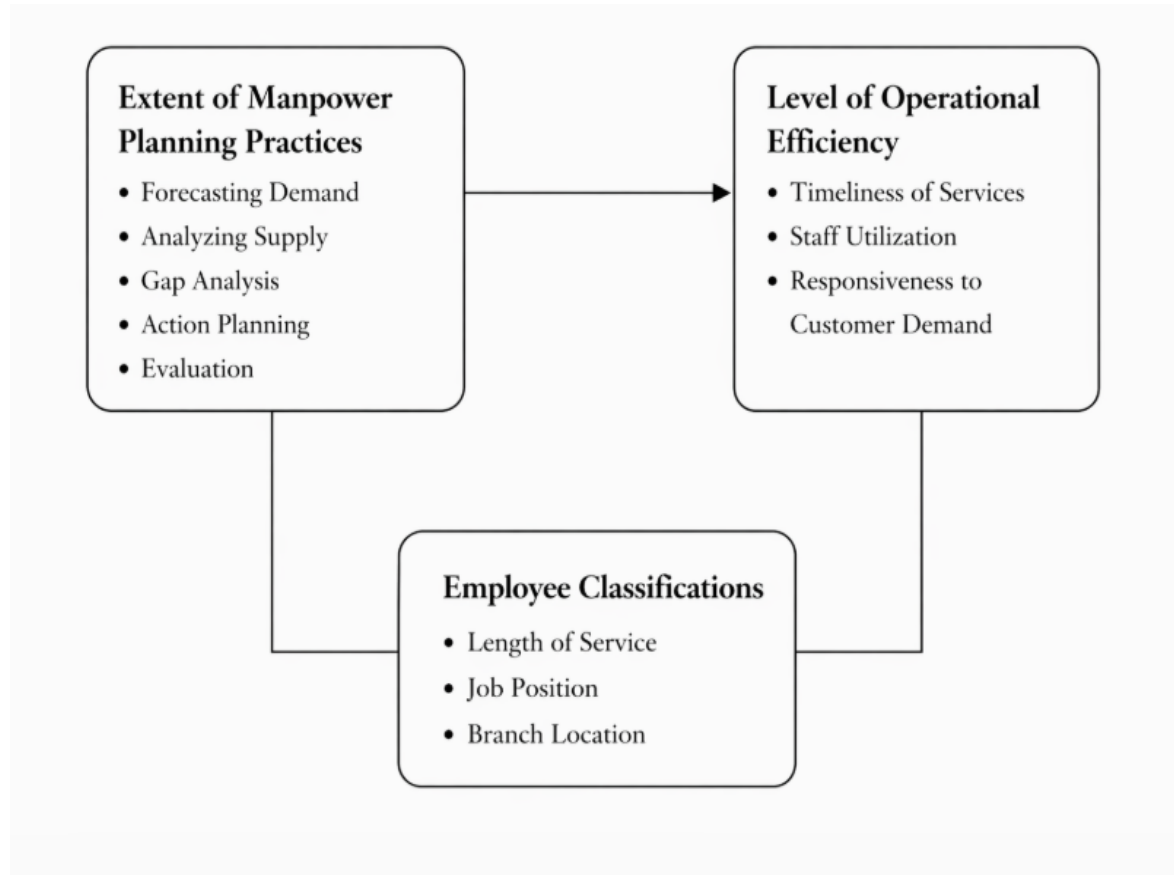 Extent of Manpower
Planning Practices
• Forecasting Demand
• Analyzing Supply
• Gap Analysis
• Action Planning
• Evaluation
Level of Operational
Efficiency
• Timeliness of Services
• Staff Utilization
• Responsiveness to
Customer Demand
Employee Classifications
• Length of Service
• Job Position
• Branch Location